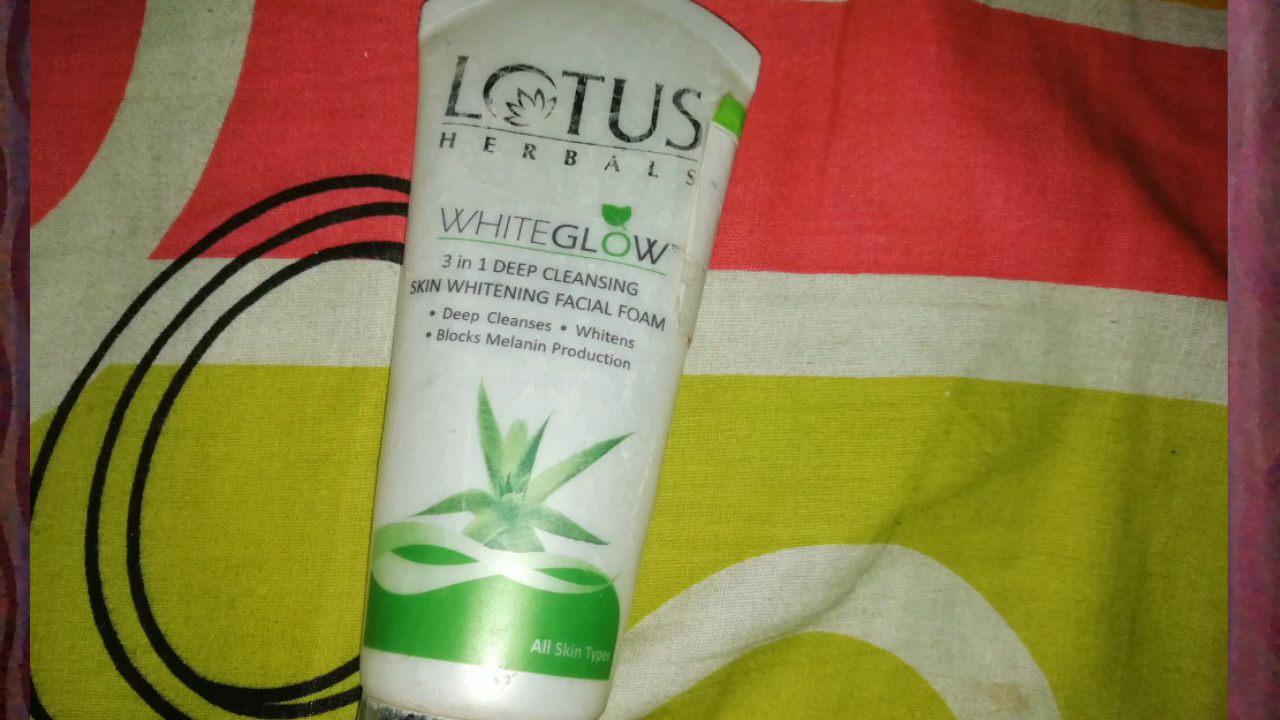 LOTUS
HERBALS
WHITEGLOW™
3 in 1 DEEP CLEANSING
SKIN WHITENING FACIAL FOAM
• Deep Cleanses • Whitens
• Blocks Melanin Production
All Skin Types